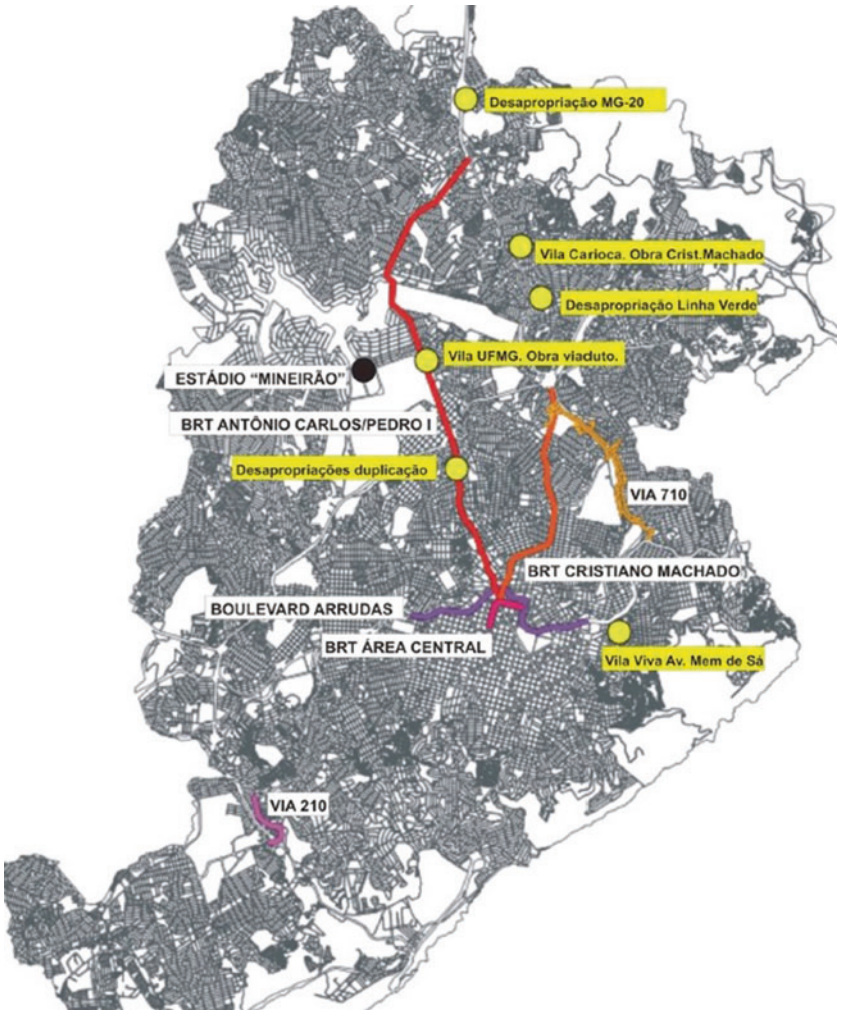 Desapropriação MG-20
Vila Carioca. Obra Crist.Machado
Desapropriação Linha Verde
Vila UFMG. Obra viaduto.
ESTÁDIO “MINEIRÃO”
BRT ANTÔNIO CARLOS/PEDRO I
Desapropriações duplicação
VIA 710
BRT CRISTIANO MACHADO
BOULEVARD ARRUDAS
BRT ÁREA CENTRAL
Vila Viva Av. Mem de Sá
VIA 210